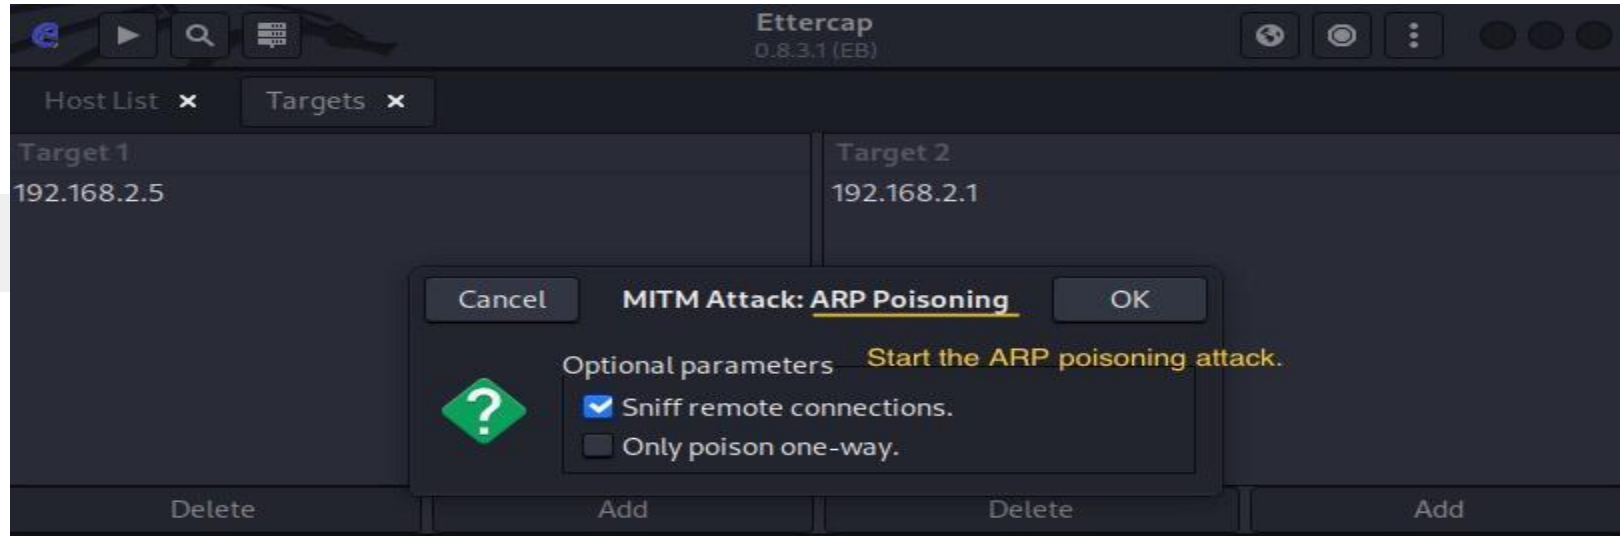 Ettercap
0.8.3.1 (EB)
Host List × Targets ×
Target 1 Target 2
192.168.2.5 192.168.2.1
Cancel MITM Attack: ARP Poisoning OK
Start the ARP poisoning attack.
Optional parameters
Sniff remote connections.
Only poison one-way.
Delete Add Delete Add